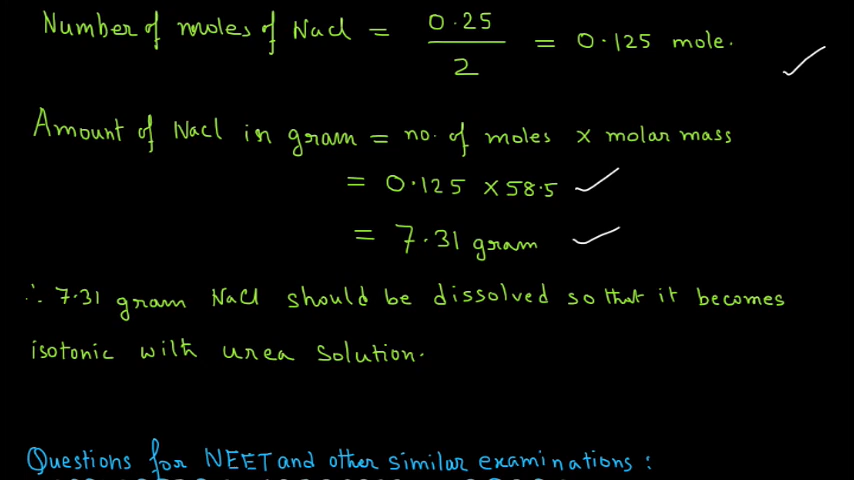 Number of moles of Nacl = 0.25 / 2 = 0.125 mole.
Amount of Nacl in gram = no. of moles x molar mass
= 0.125 x 58.5
= 7.31 gram
∴ 7.31 gram Nacl should be dissolved so that it becomes
isotonic with urea solution.
Questions for NEET and other similar examinations :